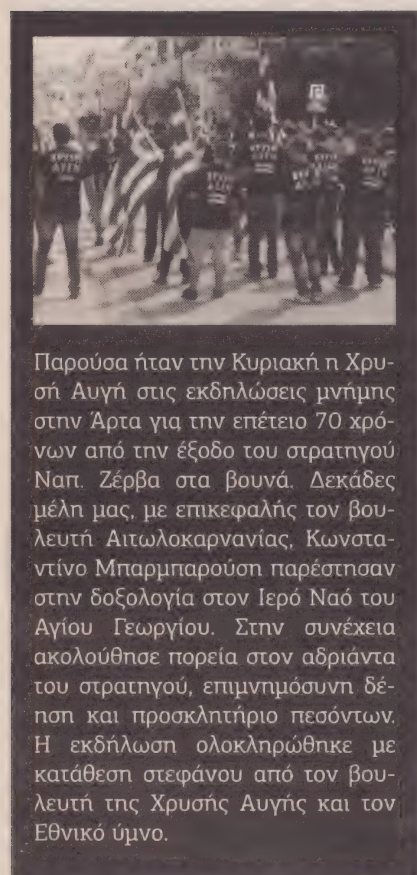 ΧΡΥΣΗ
ΑΥΓΗ
Παρούσα ήταν την Κυριακή η Χρυ-
σή Αυγή στις εκδηλώσεις μνήμης
στην Άρτα για την επέτειο 70 χρό-
νων από την έξοδο του στρατηγού
Ναπ. Ζέρβα στα βουνά. Δεκάδες
μέλη μας, με επικεφαλής τον βου-
λευτή Αιτωλοκαρνανίας, Κωνστα-
ντίνο Μπαρμπαρούση παρέστησαν
στην δοξολογία στον Ιερό Ναό του
Αγίου Γεωργίου. Στην συνέχεια
ακολούθησε πορεία στον αδριάντα
του στρατηγού, επιμνημόσυνη δέ-
ηση και προσκλητήριο πεσόντων.
Η εκδήλωση ολοκληρώθηκε με
κατάθεση στεφάνου από τον βου-
λευτή της Χρυσής Αυγής και τον
Εθνικό ύμνο.